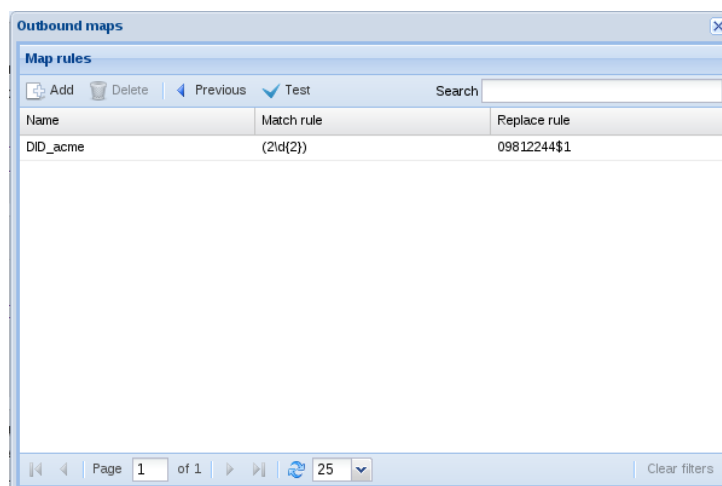 Outbound maps
Map rules
Add Delete Previous Test Search
Name Match rule Replace rule
DID_acme (2\d{2}) 09812244$1
Page 1 of 1 25 Clear filters